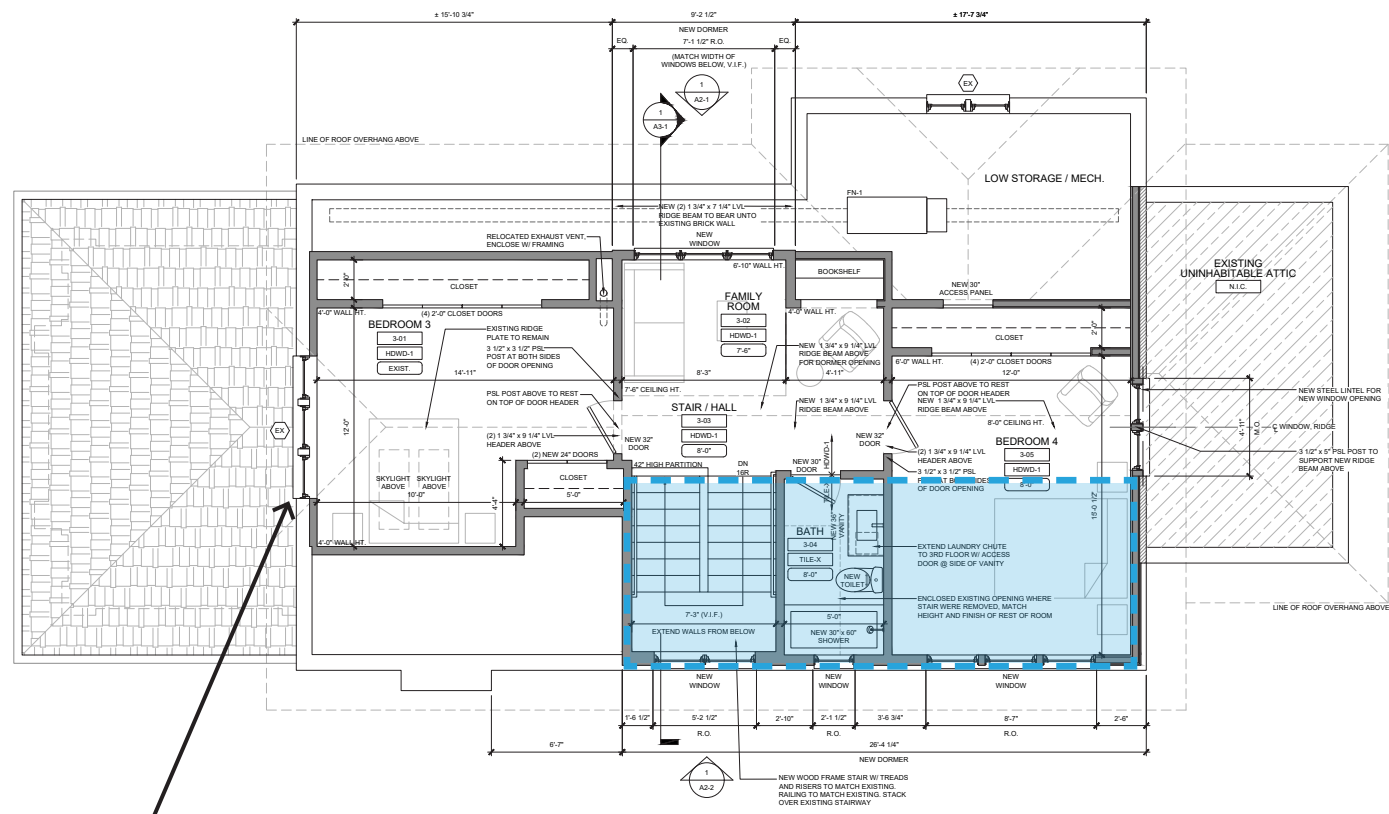 ± 15'-10 3/4"
9'-2 1/2"
± 17'-7 3/4"
NEW DORMER
EQ.
7'-1 1/2" R.O.
EQ.
(MATCH WIDTH OF
WINDOWS BELOW, V.I.F.)
1
A2-1
1
A3-1
EX
LINE OF ROOF OVERHANG ABOVE
LOW STORAGE / MECH.
FN-1
NEW (2) 1 3/4" x 7 1/4" LVL
RIDGE BEAM TO BEAR UNTO
EXISTING BRICK WALL
RELOCATED EXHAUST VENT,
ENCLOSE W/ FRAMING
NEW
WINDOW
6'-10" WALL HT.
BOOKSHELF
EXISTING
UNINHABITABLE ATTIC
N.I.C.
2'-0"
CLOSET
NEW 30"
ACCESS PANEL
FAMILY
ROOM
3-02
HDWD-1
7'-6"
4'-0" WALL HT.
(4) 2'-0" CLOSET DOORS
4'-0" WALL HT.
BEDROOM 3
3-01
HDWD-1
EXIST.
EXISTING RIDGE
PLATE TO REMAIN
3 1/2" x 3 1/2" PSL
POST AT BOTH SIDES
OF DOOR OPENING
NEW 1 3/4" x 9 1/4" LVL
RIDGE BEAM ABOVE
FOR DORMER OPENING
CLOSET
2'-0"
6'-0" WALL HT.
(4) 2'-0" CLOSET DOORS
14'-11"
8'-3"
4'-11"
12'-0"
7'-6" CEILING HT.
PSL POST ABOVE TO REST
ON TOP OF DOOR HEADER
PSL POST ABOVE TO REST
ON TOP OF DOOR HEADER
NEW 1 3/4" x 9 1/4" LVL
RIDGE BEAM ABOVE
NEW 1 3/4" x 9 1/4" LVL
RIDGE BEAM ABOVE
NEW STEEL LINTEL FOR
NEW WINDOW OPENING
STAIR / HALL
3-03
HDWD-1
8'-0"
8'-0" CEILING HT.
4'-11"
M.O.
WINDOW, RIDGE
EX
12'-0"
(2) 1 3/4" x 9 1/4" LVL
HEADER ABOVE
NEW 32"
DOOR
NEW 32"
DOOR
BEDROOM 4
3-05
HDWD-1
8'-0"
(2) 1 3/4" x 9 1/4" LVL
HEADER ABOVE
3 1/2" x 5" PSL POST TO
SUPPORT NEW RIDGE
BEAM ABOVE
(2) NEW 24" DOORS
42" HIGH PARTITION
DN
16R
NEW 30"
DOOR
HDWD-1
TILE-X
3 1/2" x 3 1/2" PSL
OF DOOR OPENING
SKYLIGHT
ABOVE
SKYLIGHT
ABOVE
10'-0"
CLOSET
5'-0"
4'-4"
4'-0" WALL HT.
BATH
3-04
TILE-X
8'-0"
NEW 36"
VANITY
15'-0 1/2"
EXTEND LAUNDRY CHUTE
TO 3RD FLOOR W/ ACCESS
DOOR @ SIDE OF VANITY
NEW
TOILET
ENCLOSED EXISTING OPENING WHERE
STAIR WERE REMOVED, MATCH
HEIGHT AND FINISH OF REST OF ROOM
7'-3" (V.I.F.)
5'-0"
EXTEND WALLS FROM BELOW
NEW 30" x 60"
SHOWER
LINE OF ROOF OVERHANG ABOVE
NEW
WINDOW
NEW
WINDOW
NEW
WINDOW
1'-6 1/2"
5'-2 1/2"
2'-10"
2'-1 1/2"
3'-6 3/4"
8'-7"
2'-6"
R.O.
R.O.
R.O.
6'-7"
26'-4 1/4"
NEW DORMER
1
A2-2
NEW WOOD FRAME STAIR W/ TREADS
AND RISERS TO MATCH EXISTING.
RAILING TO MATCH EXISTING. STACK
OVER EXISTING STAIRWAY